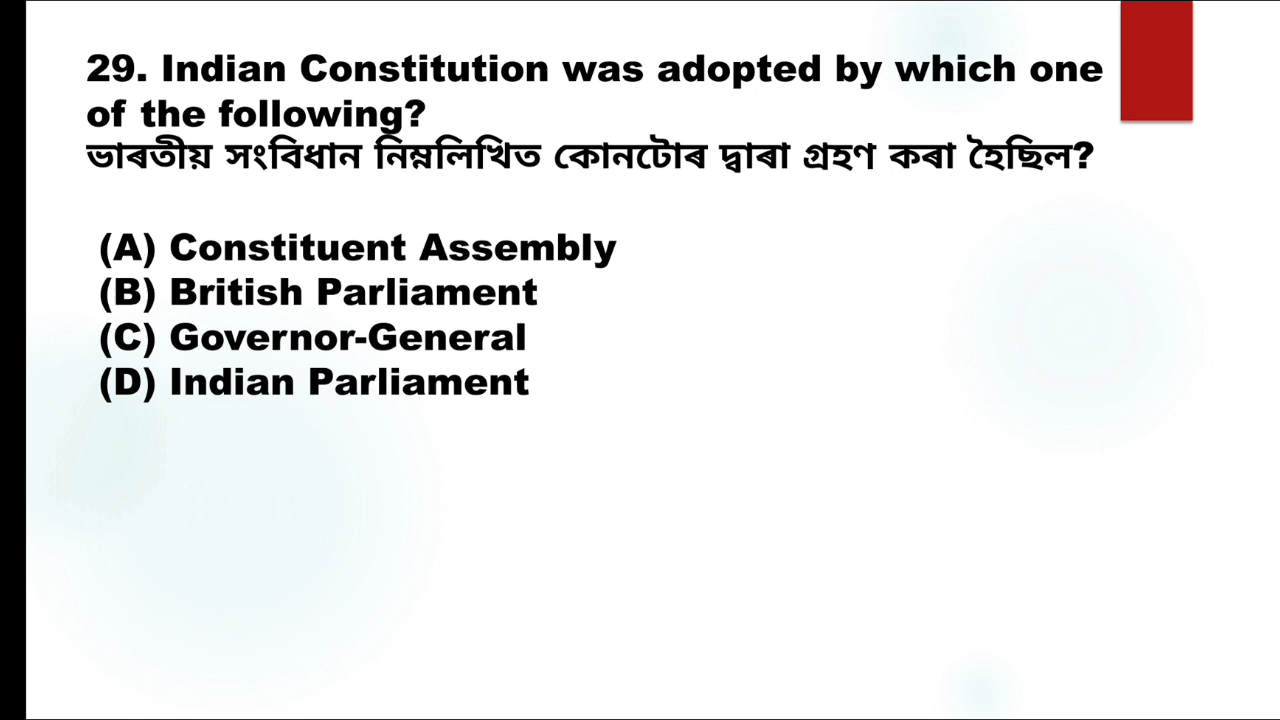 29. Indian Constitution was adopted by which one
of the following?
ভাৰতীয় সংবিধান নিম্নলিখিত কোনটোৰ দ্বাৰা গ্ৰহণ কৰা হৈছিল?
(A) Constituent Assembly
(B) British Parliament
(C) Governor-General
(D) Indian Parliament